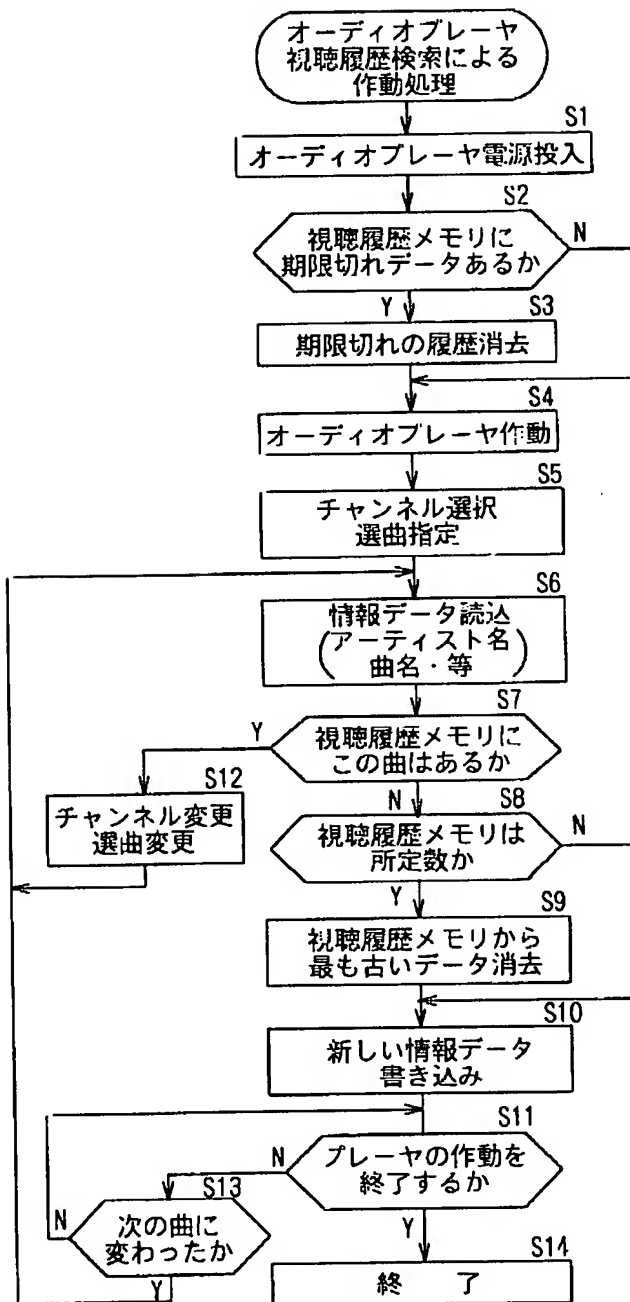 オーディオプレーヤ
視聴履歴検索による
作動処理
S1
オーディオプレーヤ電源投入
S2
視聴履歴メモリに
期限切れデータあるか
N
Y
S3
期限切れの履歴消去
S4
オーディオプレーヤ作動
S5
チャンネル選択
選曲指定
S6
情報データ読込
(アーティスト名
曲名・等)
S7
視聴履歴メモリに
この曲はあるか
Y
S12
チャンネル変更
選曲変更
N
S8
視聴履歴メモリは
所定数か
N
Y
S9
視聴履歴メモリから
最も古いデータ消去
S10
新しい情報データ
書き込み
S11
プレーヤの作動を
終了するか
N
S13
次の曲に
変わったか
N
Y
Y
S14
終 了